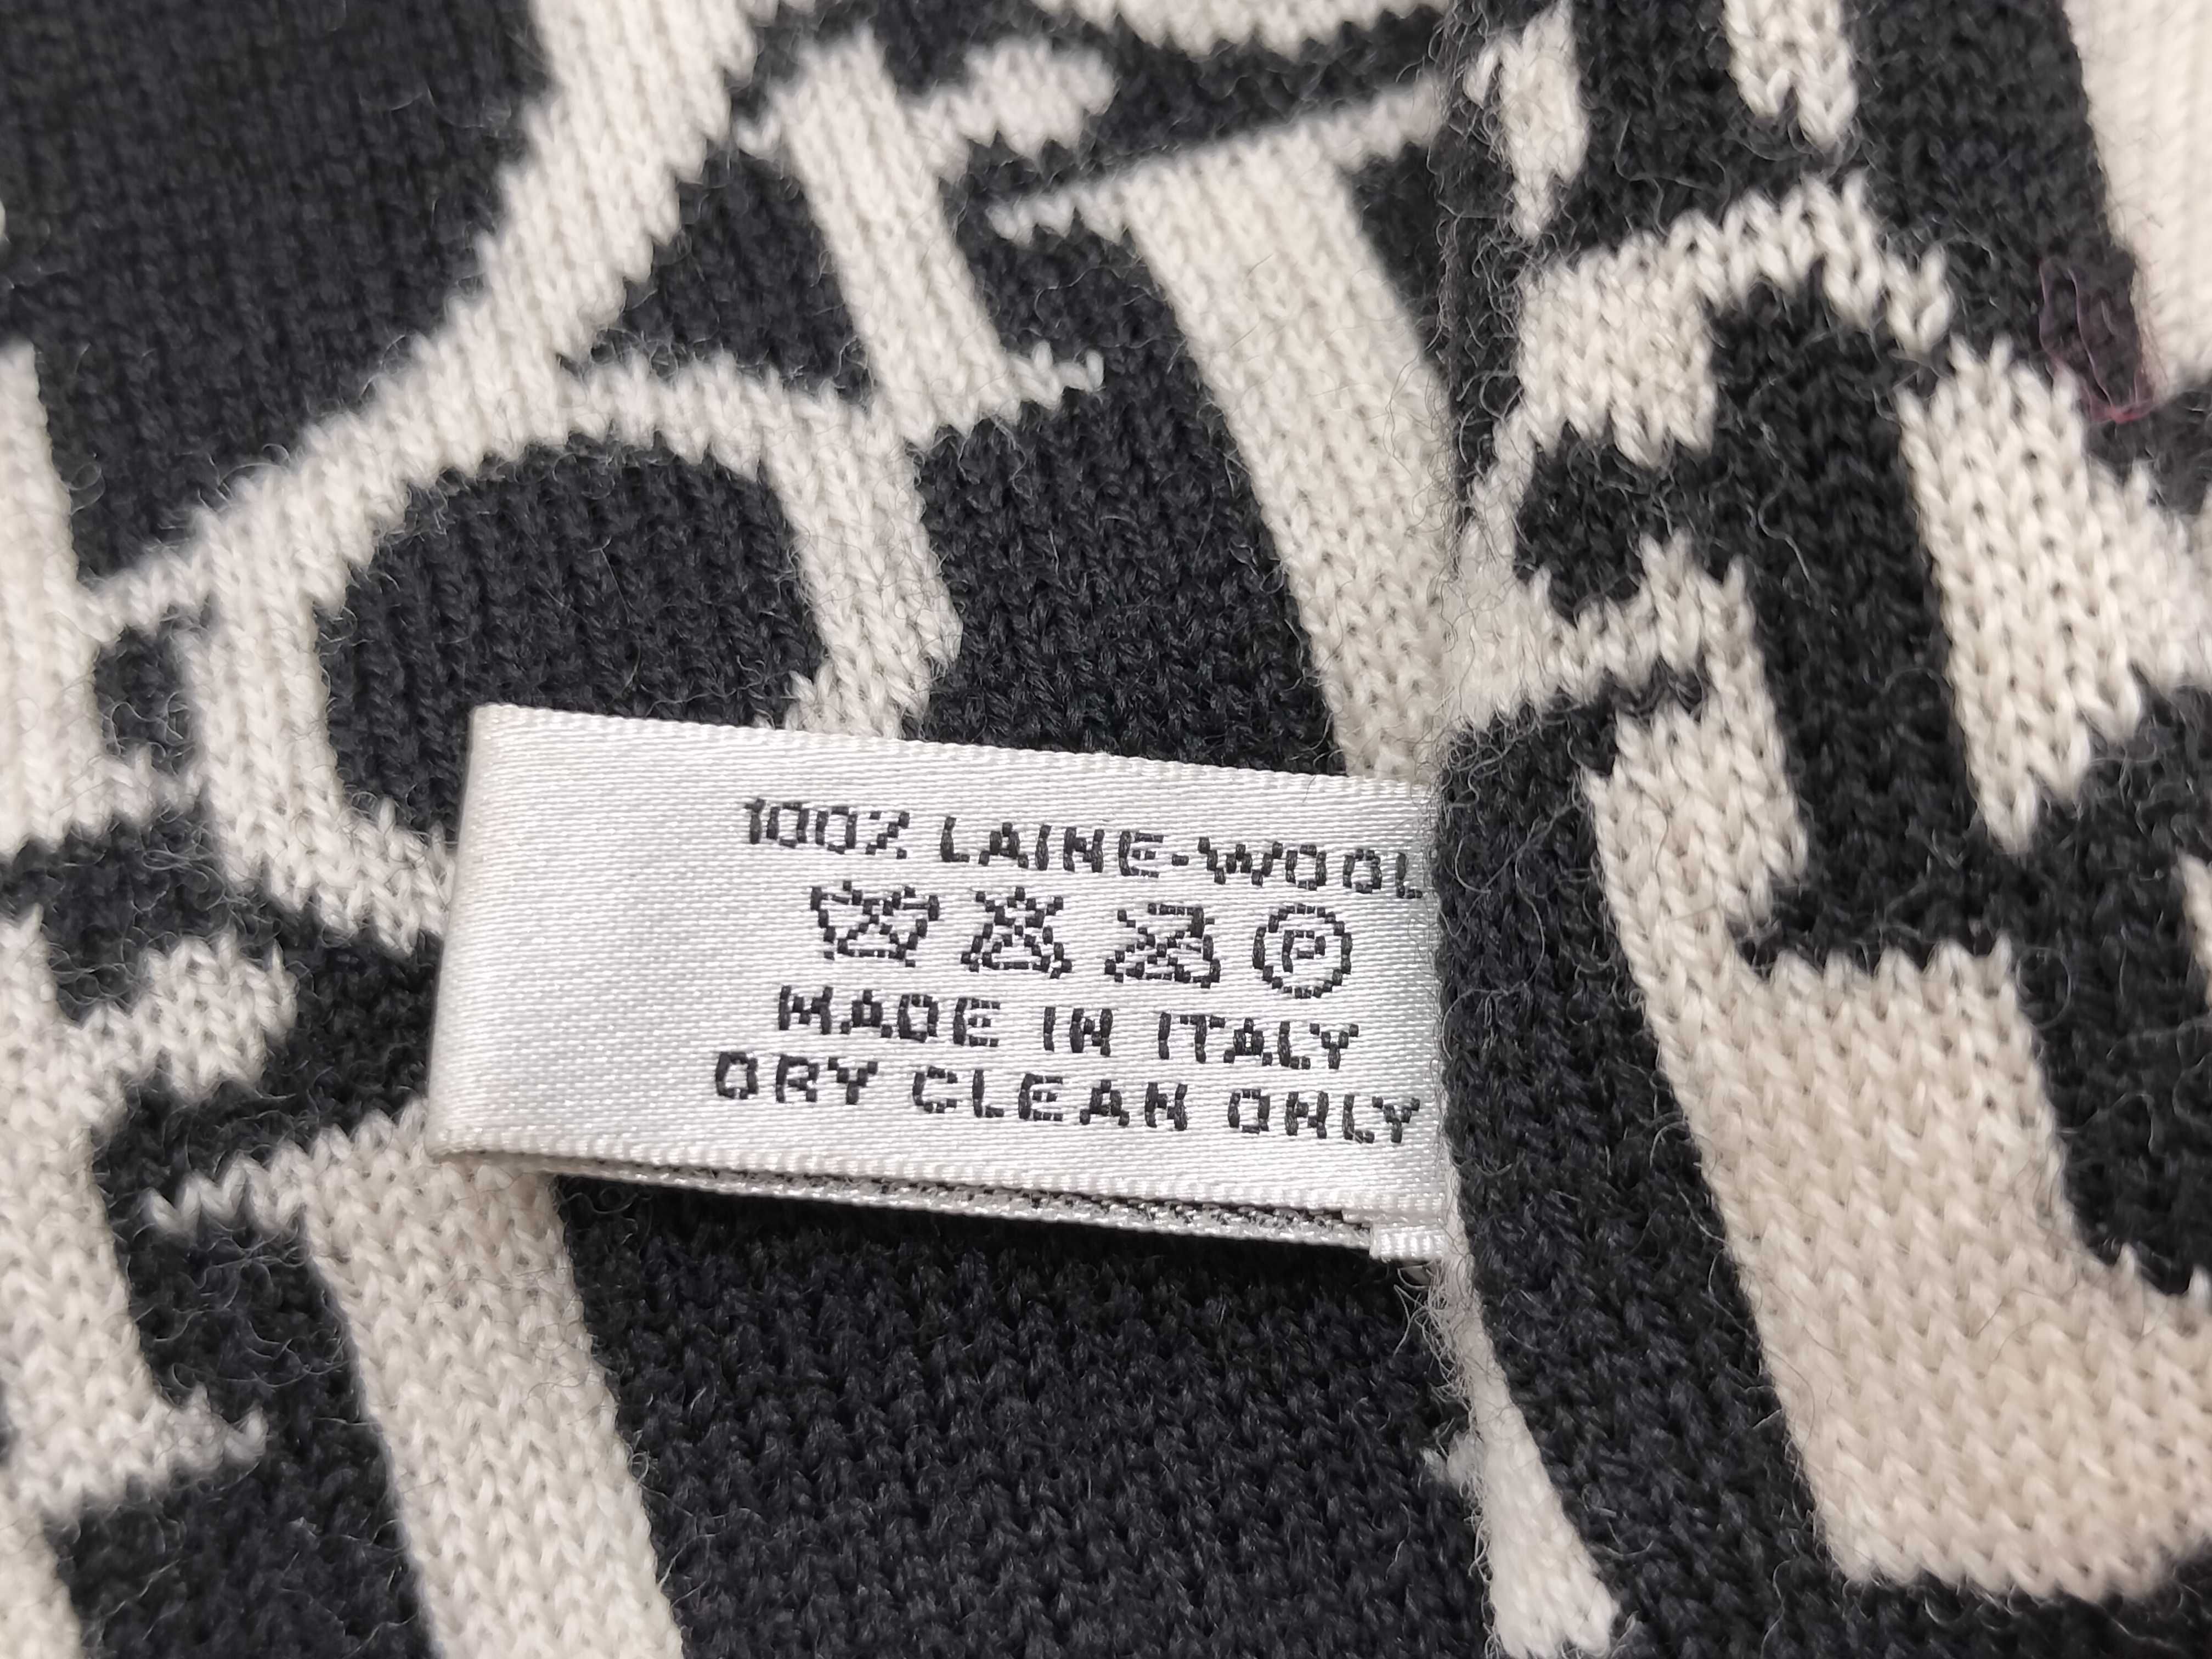 100% LAINE-WOOL
P
MADE IN ITALY
DRY CLEAN ONLY